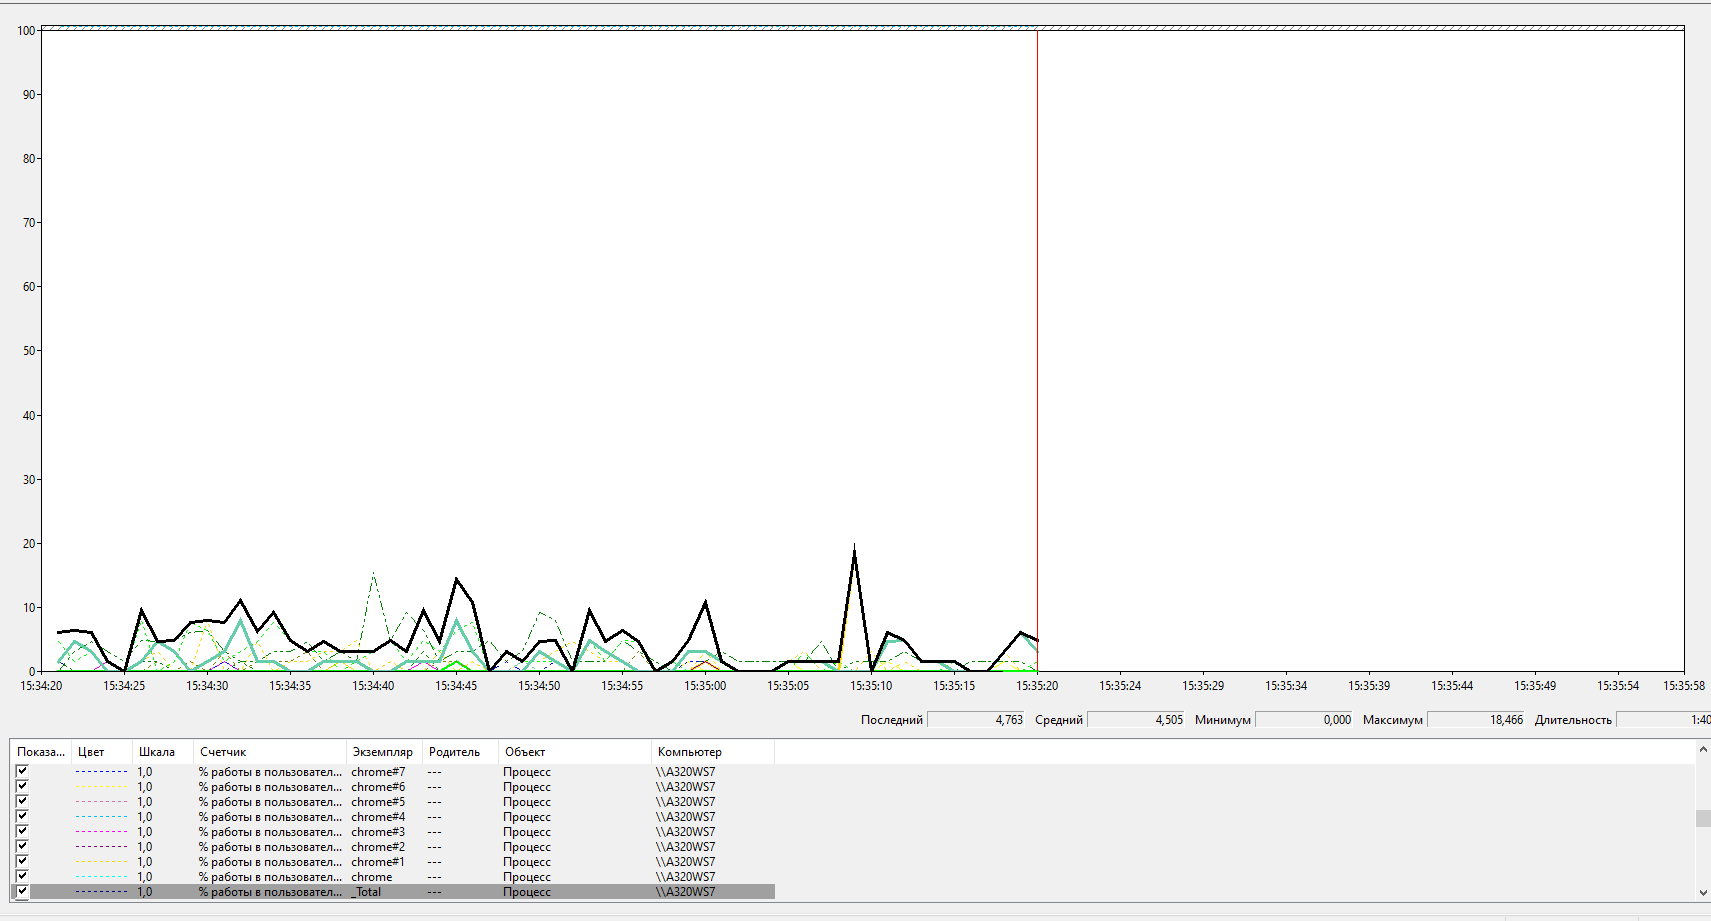 100
90
80
70
60
50
40
30
20
10
0
15:34:20 15:34:25 15:34:30 15:34:35 15:34:40 15:34:45 15:34:50 15:34:55 15:35:00 15:35:05 15:35:10 15:35:15 15:35:20 15:35:24 15:35:29 15:35:34 15:35:39 15:35:44 15:35:49 15:35:54 15:35:58
Последний 4,763 Средний 4,505 Минимум 0,000 Максимум 18,466 Длительность 1:40
Показа... Цвет Шкала Счетчик Экземпляр Родитель Объект Компьютер
1,0 % работы в пользовател... chrome#7 --- Процесс \\A320WS7
1,0 % работы в пользовател... chrome#6 --- Процесс \\A320WS7
1,0 % работы в пользовател... chrome#5 --- Процесс \\A320WS7
1,0 % работы в пользовател... chrome#4 --- Процесс \\A320WS7
1,0 % работы в пользовател... chrome#3 --- Процесс \\A320WS7
1,0 % работы в пользовател... chrome#2 --- Процесс \\A320WS7
1,0 % работы в пользовател... chrome#1 --- Процесс \\A320WS7
1,0 % работы в пользовател... chrome --- Процесс \\A320WS7
1,0 % работы в пользовател... _Total --- Процесс \\A320WS7